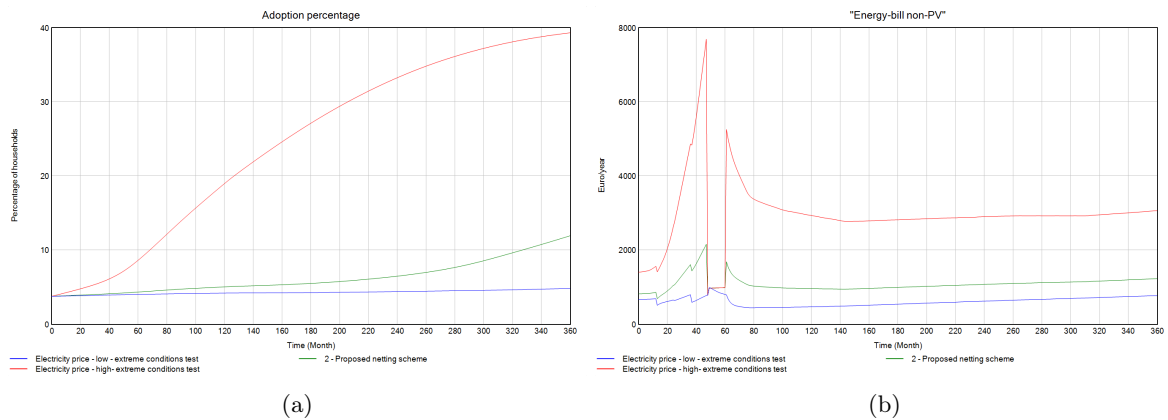 Adoption percentage
40
30
20
10
0
Percentage of households
0 20 40 60 80 100 120 140 160 180 200 220 240 260 280 300 320 340 360
Time (Month)
Electricity price - low - extreme conditions test
Electricity price - high- extreme conditions test
2 - Proposed netting scheme
(a)
"Energy-bill non-PV"
8000
6000
4000
2000
0
Euro/year
0 20 40 60 80 100 120 140 160 180 200 220 240 260 280 300 320 340 360
Time (Month)
Electricity price - low - extreme conditions test
Electricity price - high- extreme conditions test
2 - Proposed netting scheme
(b)